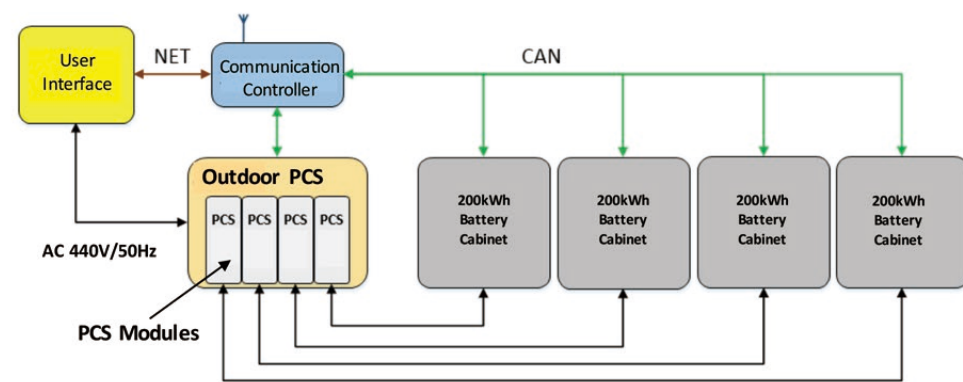 User
Interface
NET
Communication
Controller
CAN
Outdoor PCS
PCS
PCS
PCS
PCS
200kWh
Battery
Cabinet
200kWh
Battery
Cabinet
200kWh
Battery
Cabinet
200kWh
Battery
Cabinet
AC 440V/50Hz
PCS Modules